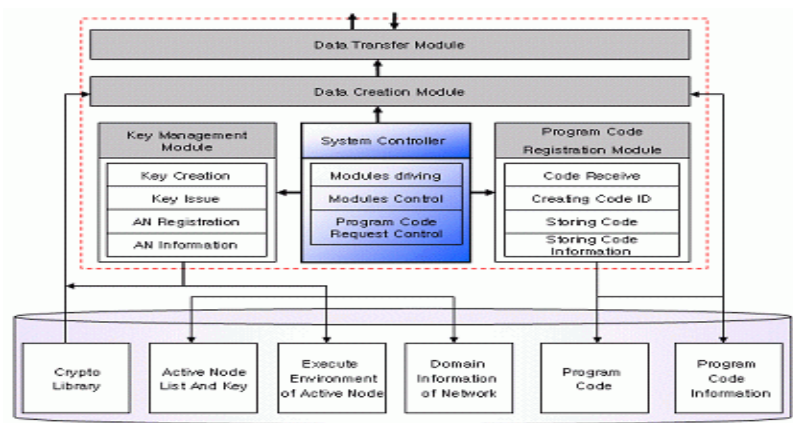 Data Transfer Module
Data Creation Module
Key Management
Module
System Controller
Program Code
Registration Module
Key Creation
Key Issue
AN Registration
AN Information
Modules driving
Modules Control
Program Code
Request Control
Code Receive
Creating Code ID
Storing Code
Storing Code
Information
Crypto
Library
Active Node
List And Key
Execute
Environment
of Active Node
Domain
Information
of Network
Program
Code
Program
Code
Information